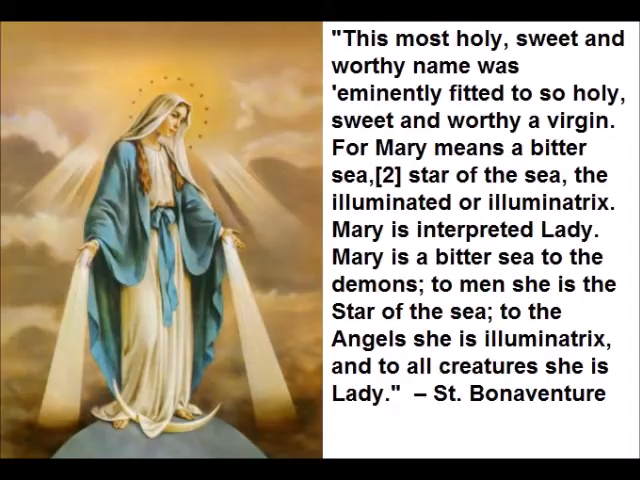 "This most holy, sweet and
worthy name was
'eminently fitted to so holy,
sweet and worthy a virgin.
For Mary means a bitter
sea,[2] star of the sea, the
illuminated or illuminatrix.
Mary is interpreted Lady.
Mary is a bitter sea to the
demons; to men she is the
Star of the sea; to the
Angels she is illuminatrix,
and to all creatures she is
Lady."  – St. Bonaventure